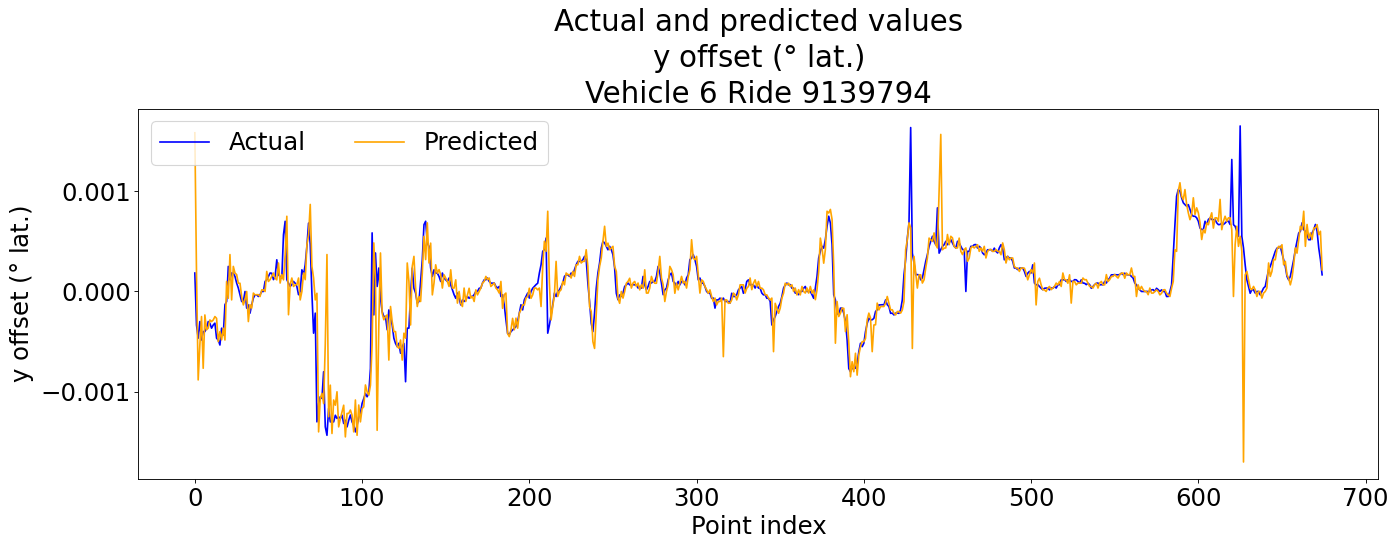 Actual and predicted values
y offset (° lat.)
Vehicle 6 Ride 9139794
Actual
Predicted
y offset (° lat.)
0.001
0.000
−0.001
0 100 200 300 400 500 600 700
Point index